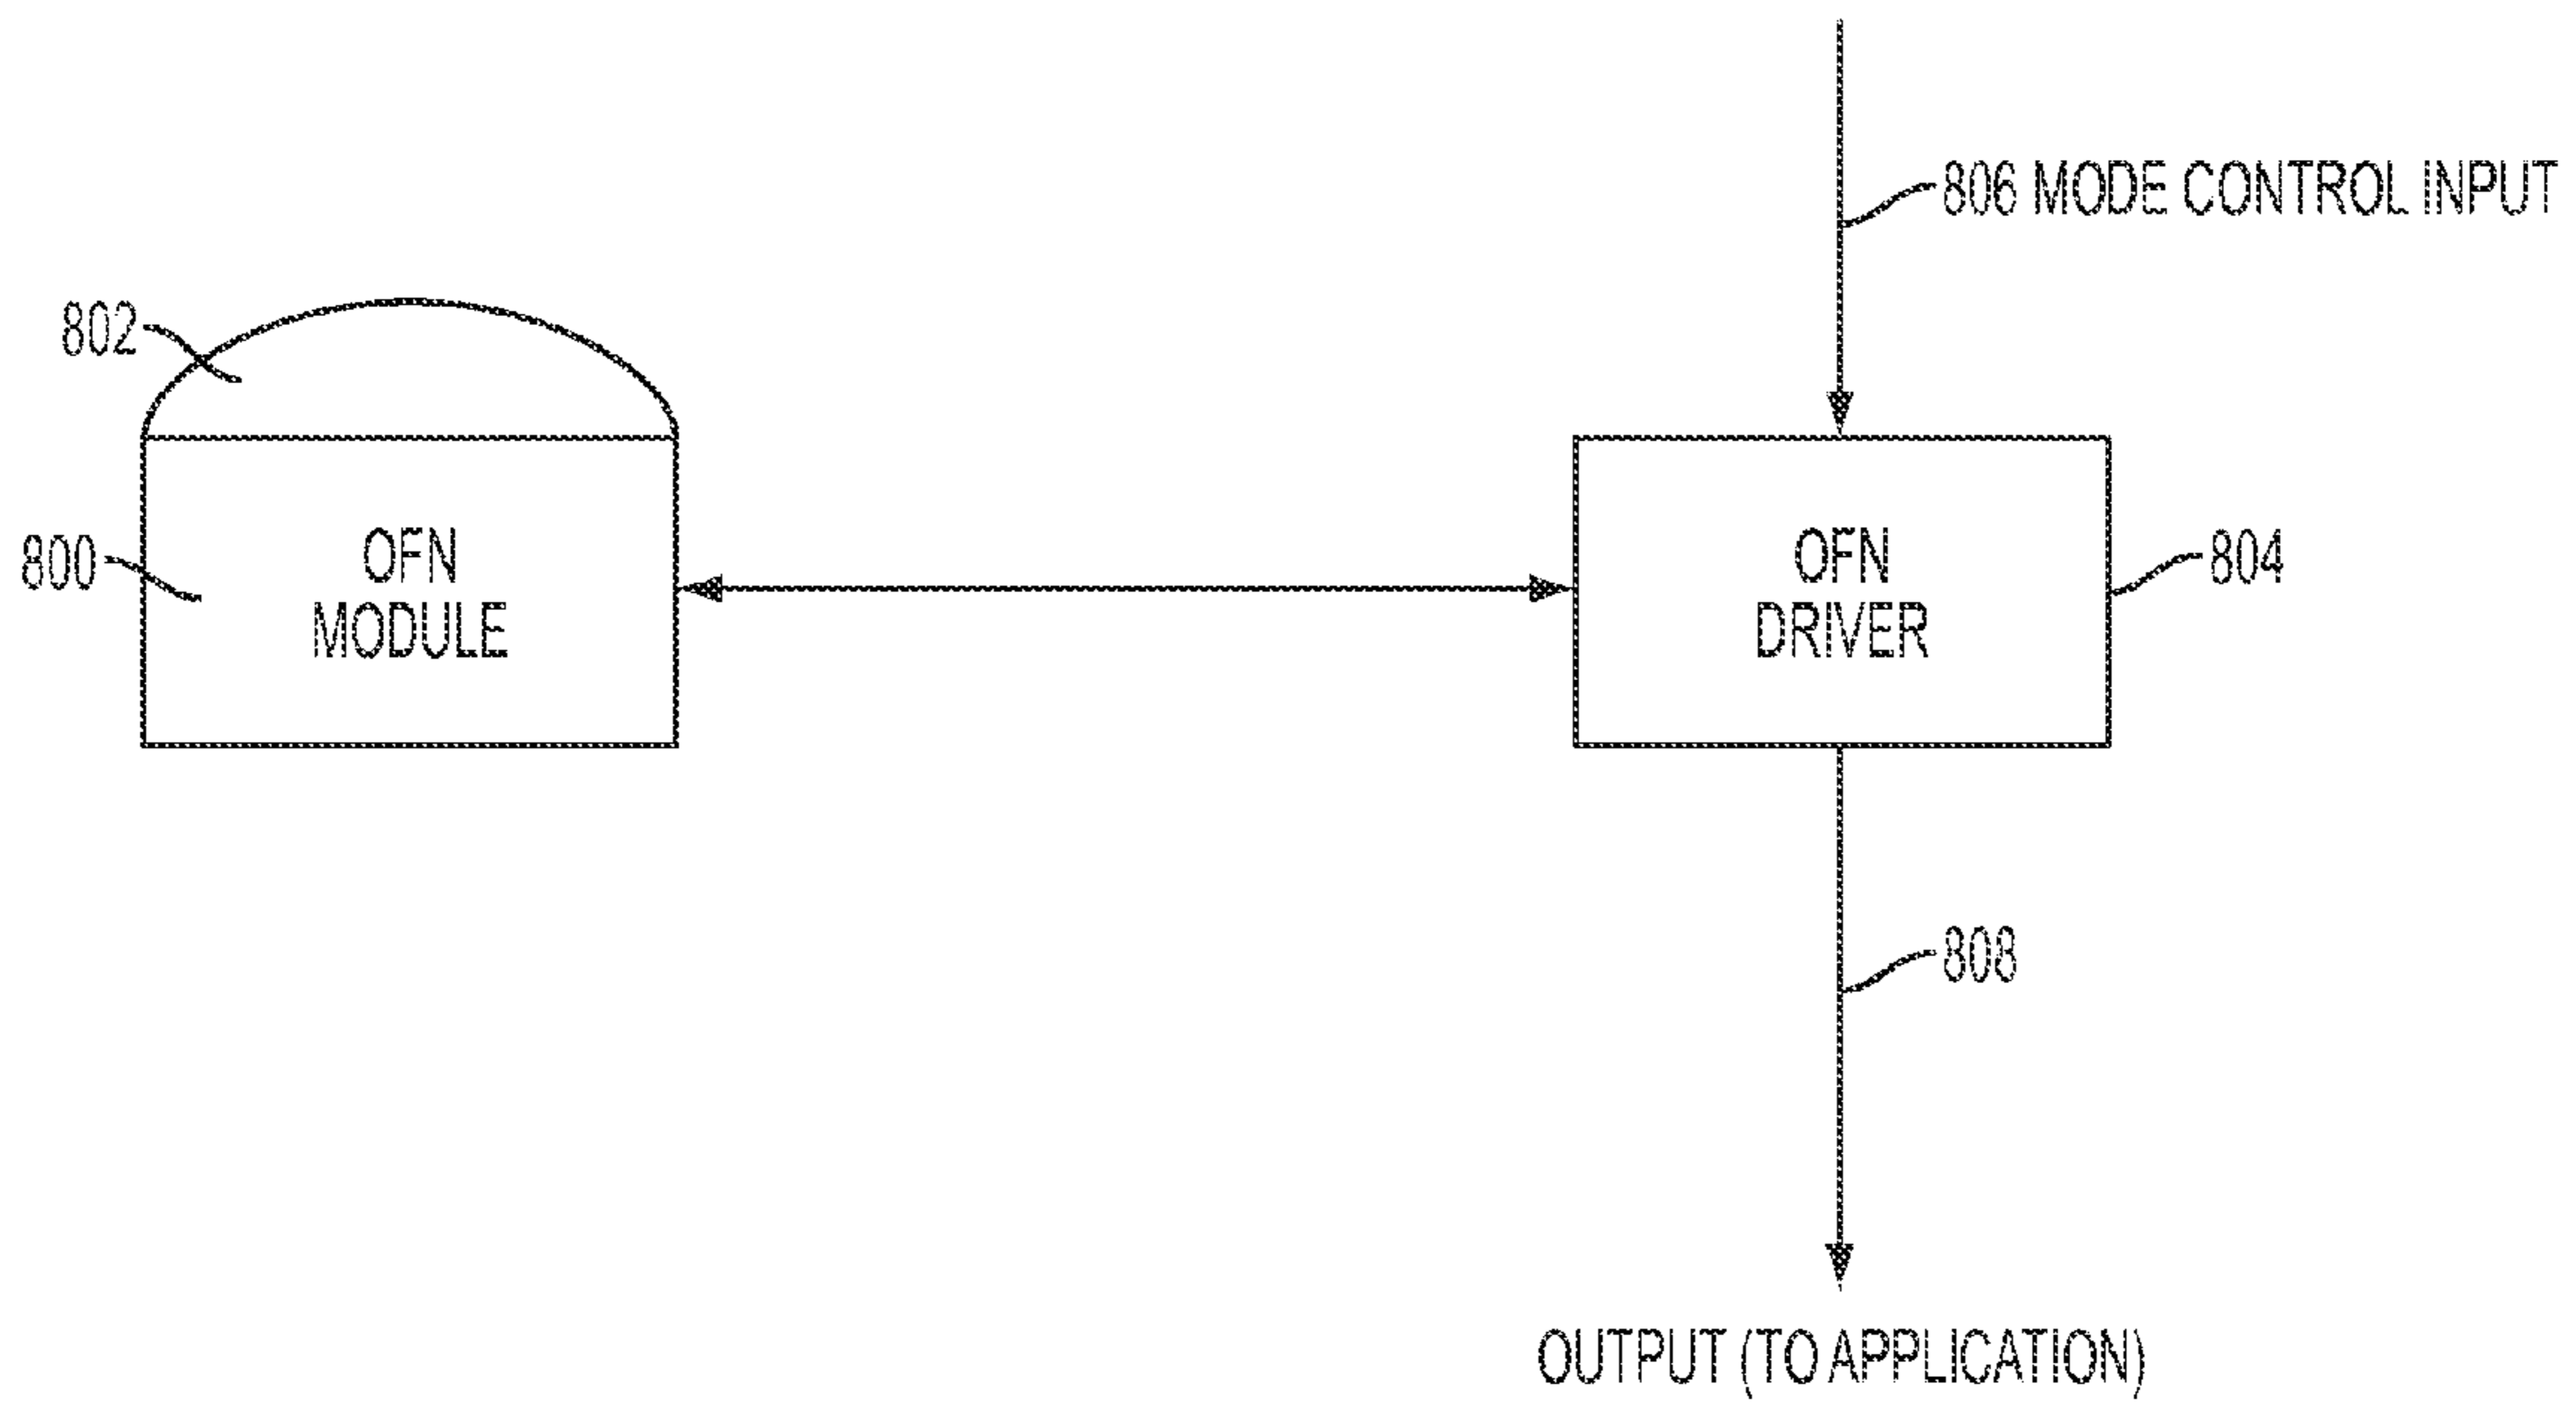 806 MODE CONTROL INPUT
802
800
OFN
MODULE
OFN
DRIVER
804
808
OUTPUT (TO APPLICATION)